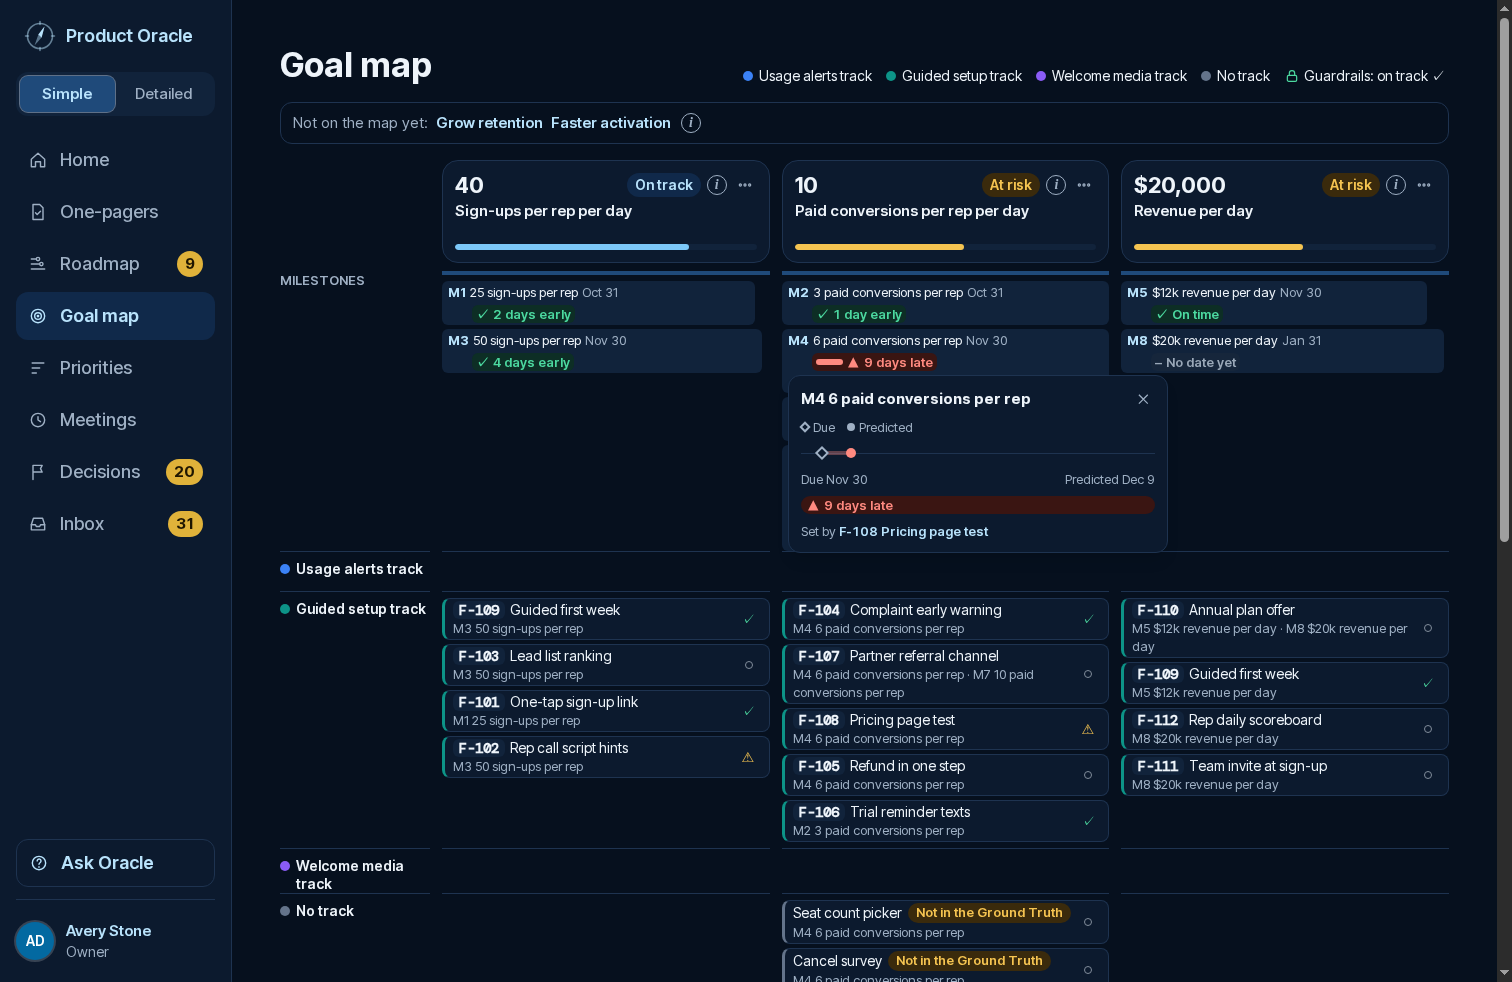 Product Oracle
Simple Detailed
Home
One-pagers
Roadmap 9
Goal map
Priorities
Meetings
Decisions 20
Inbox 31
Ask Oracle
AD Avery Stone
Owner
Goal map
Usage alerts track Guided setup track Welcome media track No track Guardrails: on track ✓
Not on the map yet: Grow retention Faster activation i
40 On track i
Sign-ups per rep per day
10 At risk i
Paid conversions per rep per day
$20,000 At risk i
Revenue per day
MILESTONES
M1 25 sign-ups per rep Oct 31
✓ 2 days early
M3 50 sign-ups per rep Nov 30
✓ 4 days early
M2 3 paid conversions per rep Oct 31
✓ 1 day early
M4 6 paid conversions per rep Nov 30
▲ 9 days late
M5 $12k revenue per day Nov 30
✓ On time
M8 $20k revenue per day Jan 31
– No date yet
M4 6 paid conversions per rep
Due Predicted
Due Nov 30 Predicted Dec 9
▲ 9 days late
Set by F-108 Pricing page test
Usage alerts track
Guided setup track
F-109 Guided first week ✓
M3 50 sign-ups per rep
F-103 Lead list ranking
M3 50 sign-ups per rep
F-101 One-tap sign-up link ✓
M1 25 sign-ups per rep
F-102 Rep call script hints ⚠
M3 50 sign-ups per rep
F-104 Complaint early warning ✓
M4 6 paid conversions per rep
F-107 Partner referral channel
M4 6 paid conversions per rep · M7 10 paid
conversions per rep
F-108 Pricing page test ⚠
M4 6 paid conversions per rep
F-105 Refund in one step
M4 6 paid conversions per rep
F-106 Trial reminder texts ✓
M2 3 paid conversions per rep
F-110 Annual plan offer
M5 $12k revenue per day · M8 $20k revenue per
day
F-109 Guided first week ✓
M5 $12k revenue per day
F-112 Rep daily scoreboard
M8 $20k revenue per day
F-111 Team invite at sign-up
M8 $20k revenue per day
Welcome media
track
No track
Seat count picker Not in the Ground Truth
M4 6 paid conversions per rep
Cancel survey Not in the Ground Truth
M4 6 paid conversions per rep